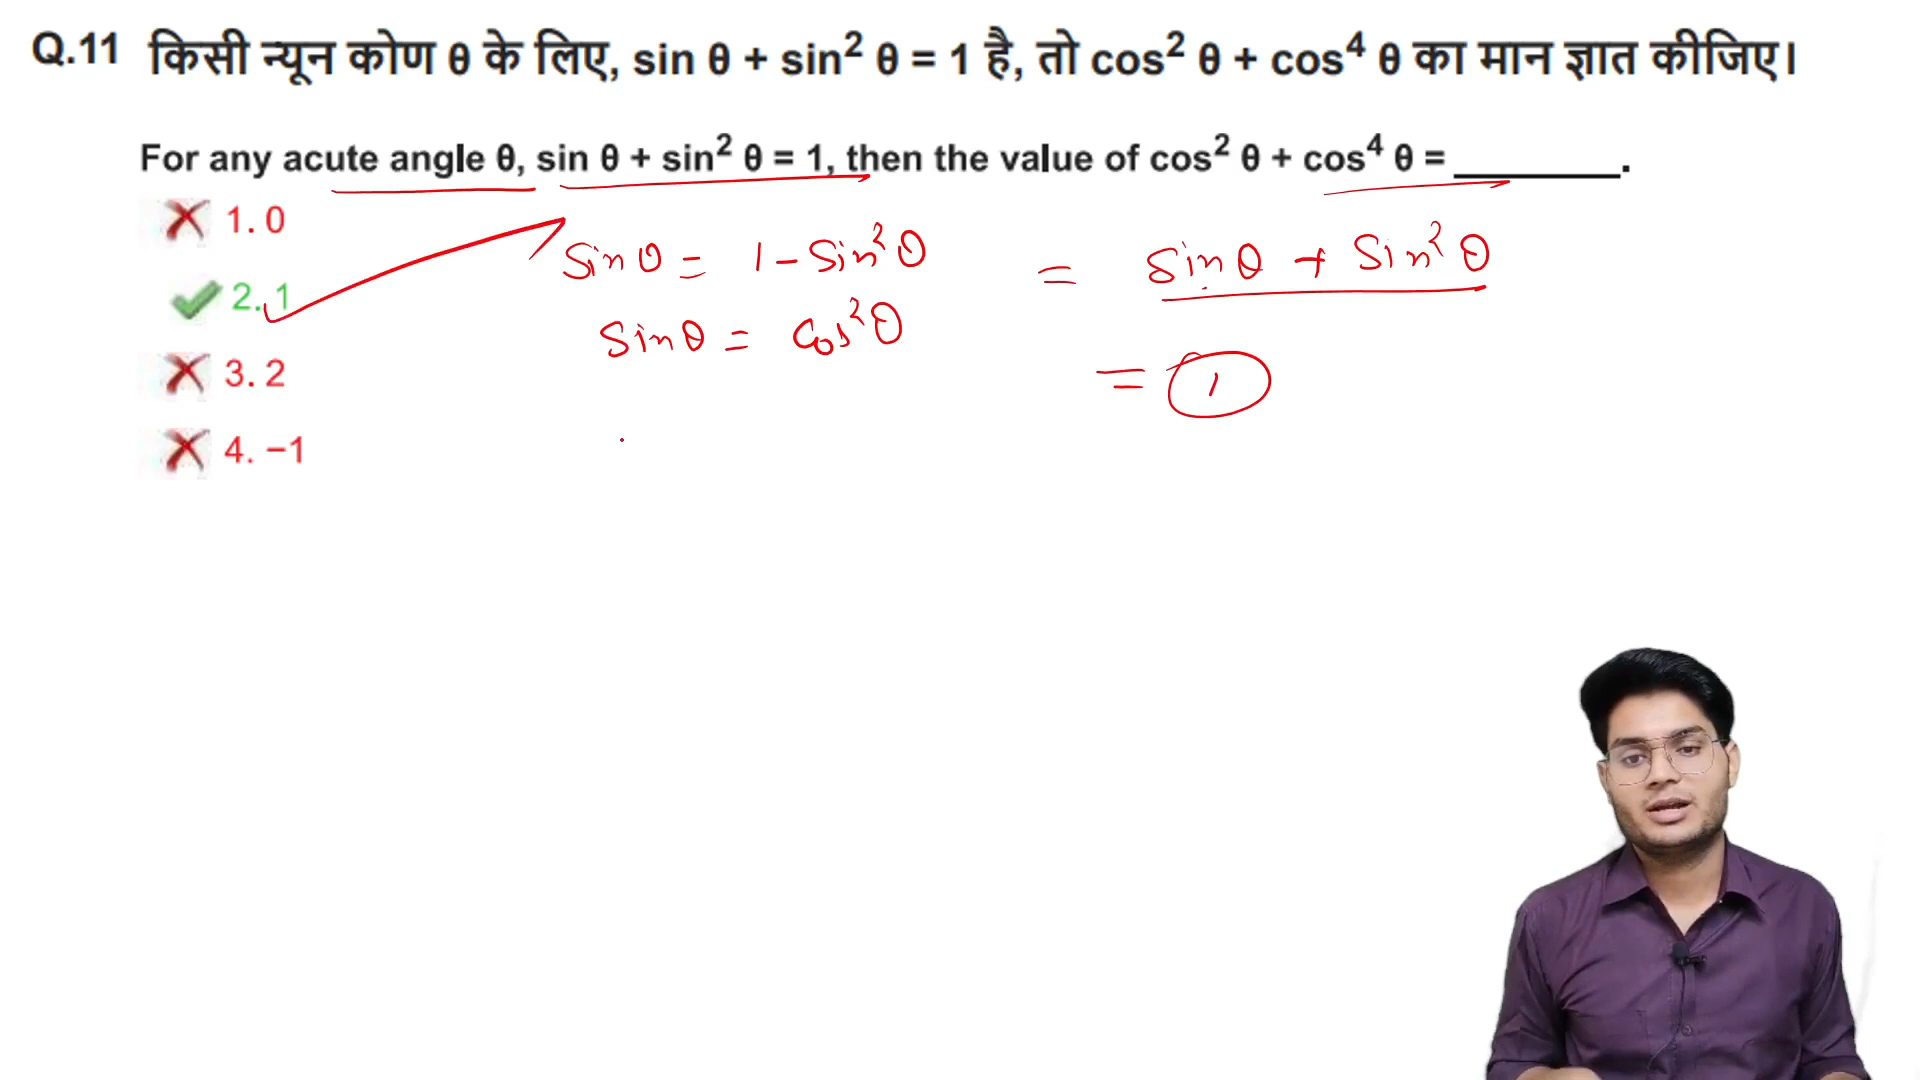 Q.11 किसी न्यून कोण θ के लिए, sin θ + sin² θ = 1 है, तो cos² θ + cos⁴ θ का मान ज्ञात कीजिए।
For any acute angle θ, sin θ + sin² θ = 1, then the value of cos² θ + cos⁴ θ = ________.
1. 0
2. 1
3. 2
4. −1
sin θ = 1 − sin² θ
sin θ = cos² θ
= sin θ + sin² θ
= 1